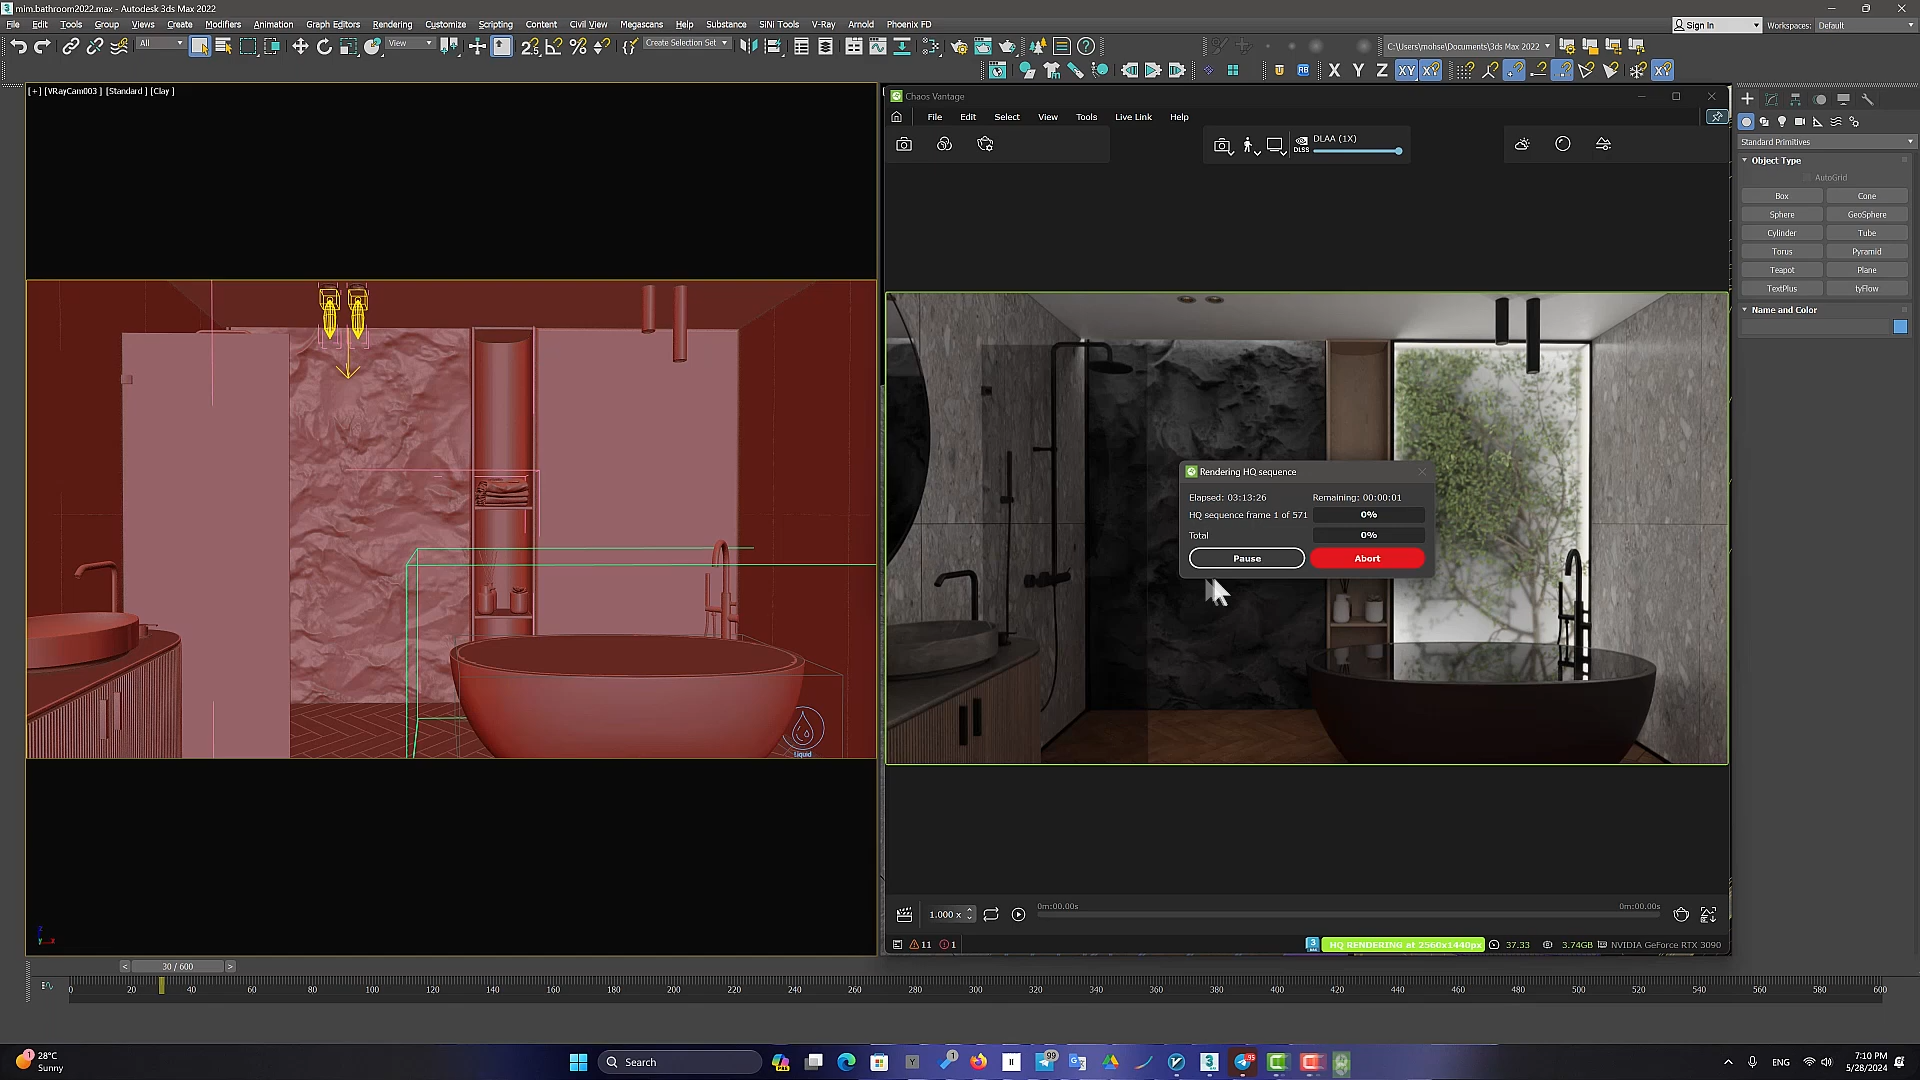 mlm.bathroom2022.max - Autodesk 3ds Max 2022
File Edit Tools Group Views Create Modifiers Animation Graph Editors Rendering Customize Scripting Content Civil View Megascans Help Substance SiNi Tools V-Ray Arnold Phoenix FD
Sign In
Workspaces: Default
All
View
Create Selection Set
C:\Users\mohse\Documents\3ds Max 2022
X Y Z XY XY
[+] [VRayCam003 ] [Standard ] [Clay ]
Chaos Vantage
File Edit Select View Tools Live Link Help
DLSS
DLAA (1X)
Standard Primitives
Object Type
AutoGrid
Box Cone
Sphere GeoSphere
Cylinder Tube
Torus Pyramid
Teapot Plane
TextPlus tyFlow
Name and Color
Rendering HQ sequence
Elapsed: 03:13:26 Remaining: 00:00:01
HQ sequence frame 1 of 571 0%
Total 0%
Pause Abort
Liquid
1.000 x
0m:00.00s 0m:00.00s
11 1
HQ RENDERING at 2560x1440px 37.33 3.74GB NVIDIA GeForce RTX 3090
< 30 / 600 >
0 20 40 60 80 100 120 140 160 180 200 220 240 260 280 300 320 340 360 380 400 420 440 460 480 500 520 540 560 580 600
28°C
Sunny
Search
99
95
ENG
7:10 PM
5/28/2024